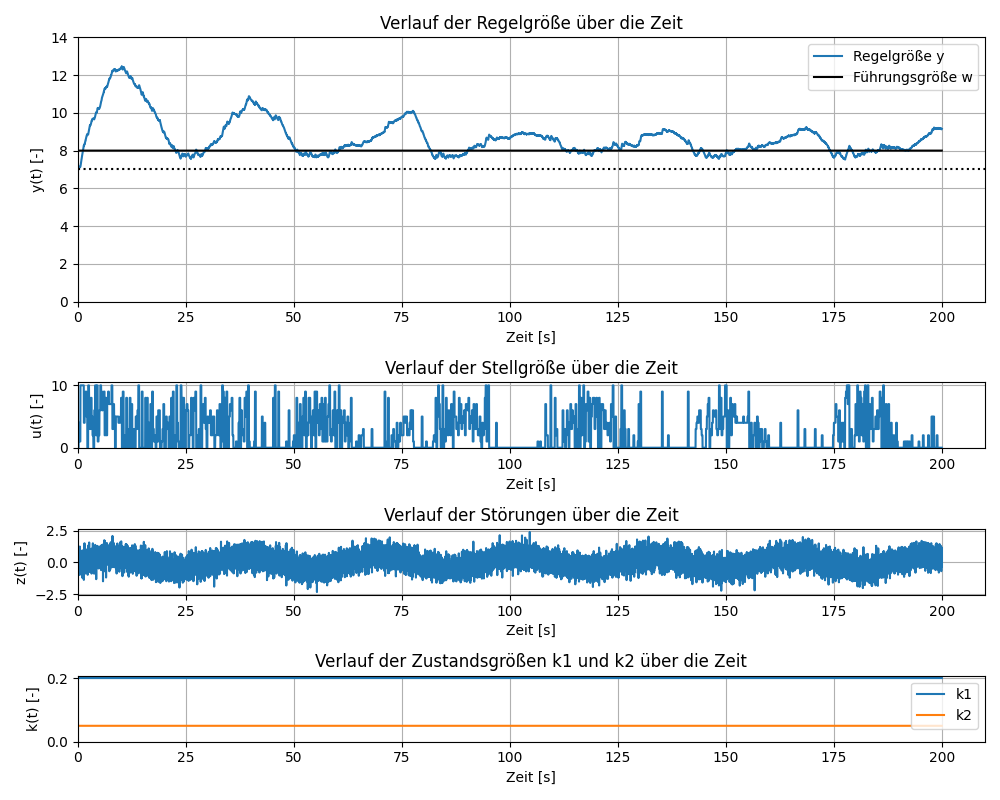 Verlauf der Regelgröße über die Zeit
y(t) [-]
14
12
10
8
6
4
2
0
Regelgröße y
Führungsgröße w
0 25 50 75 100 125 150 175 200
Zeit [s]
Verlauf der Stellgröße über die Zeit
u(t) [-]
10
0
0 25 50 75 100 125 150 175 200
Zeit [s]
Verlauf der Störungen über die Zeit
z(t) [-]
2.5
0.0
−2.5
0 25 50 75 100 125 150 175 200
Zeit [s]
Verlauf der Zustandsgrößen k1 und k2 über die Zeit
k(t) [-]
0.2
0.0
k1
k2
0 25 50 75 100 125 150 175 200
Zeit [s]